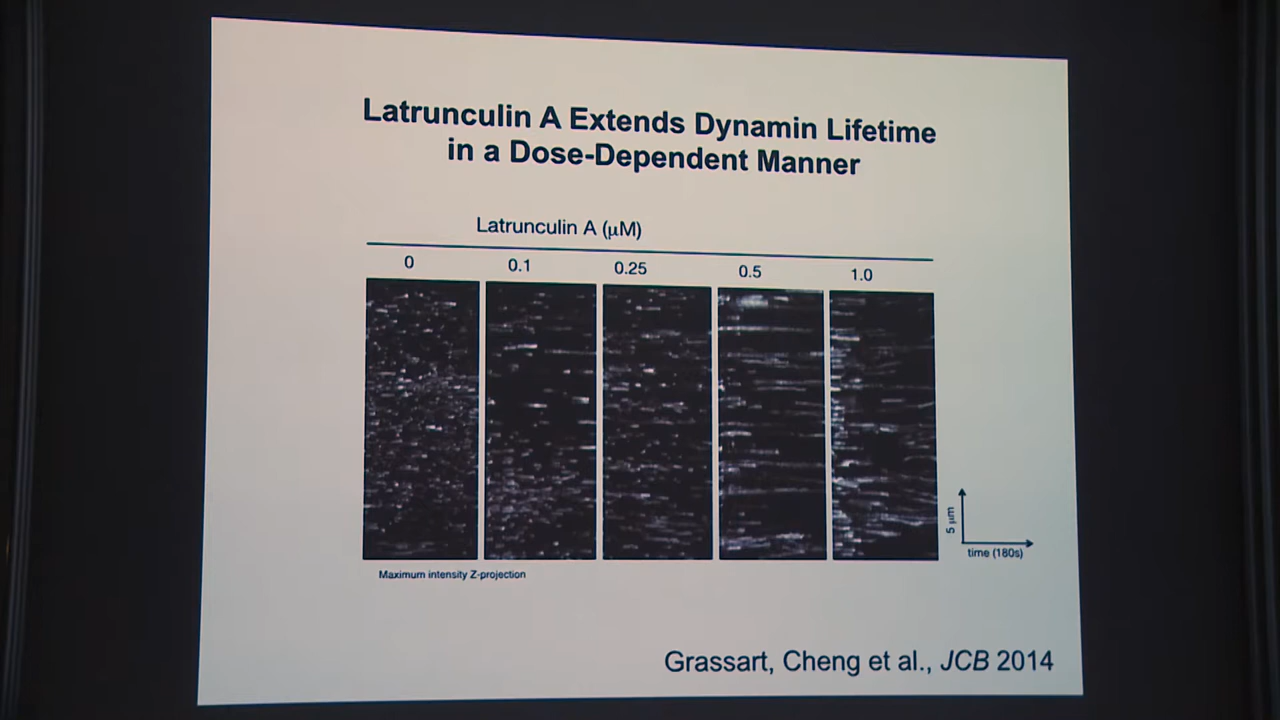 Latrunculin A Extends Dynamin Lifetime
in a Dose-Dependent Manner
Latrunculin A (μM)
0 0.1 0.25 0.5 1.0
5 μm
time (180s)
Maximum intensity Z-projection
Grassart, Cheng et al., JCB 2014